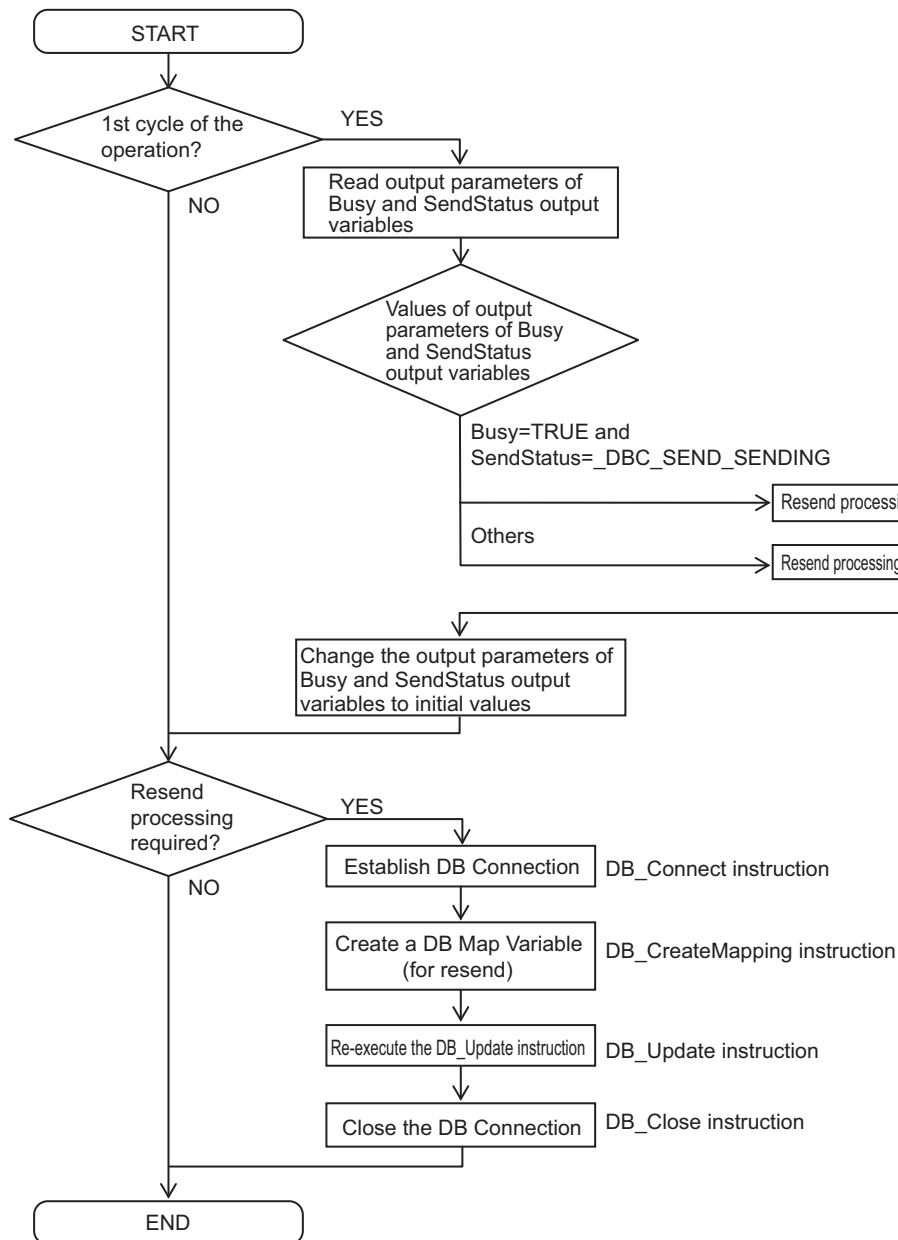 START
1st cycle of the
operation?
YES
NO
Read output parameters of
Busy and SendStatus output
variables
Values of output
parameters of Busy
and SendStatus
output variables
Busy=TRUE and
SendStatus=_DBC_SEND_SENDING
Resend
Others
Resend processing
Change the output parameters of
Busy and SendStatus output
variables to initial values
Resend
processing
required?
YES
NO
Establish DB Connection
DB_Connect instruction
Create a DB Map Variable
(for resend)
DB_CreateMapping instruction
Re-execute the DB_Update instruction
DB_Update instruction
Close the DB Connection
DB_Close instruction
END